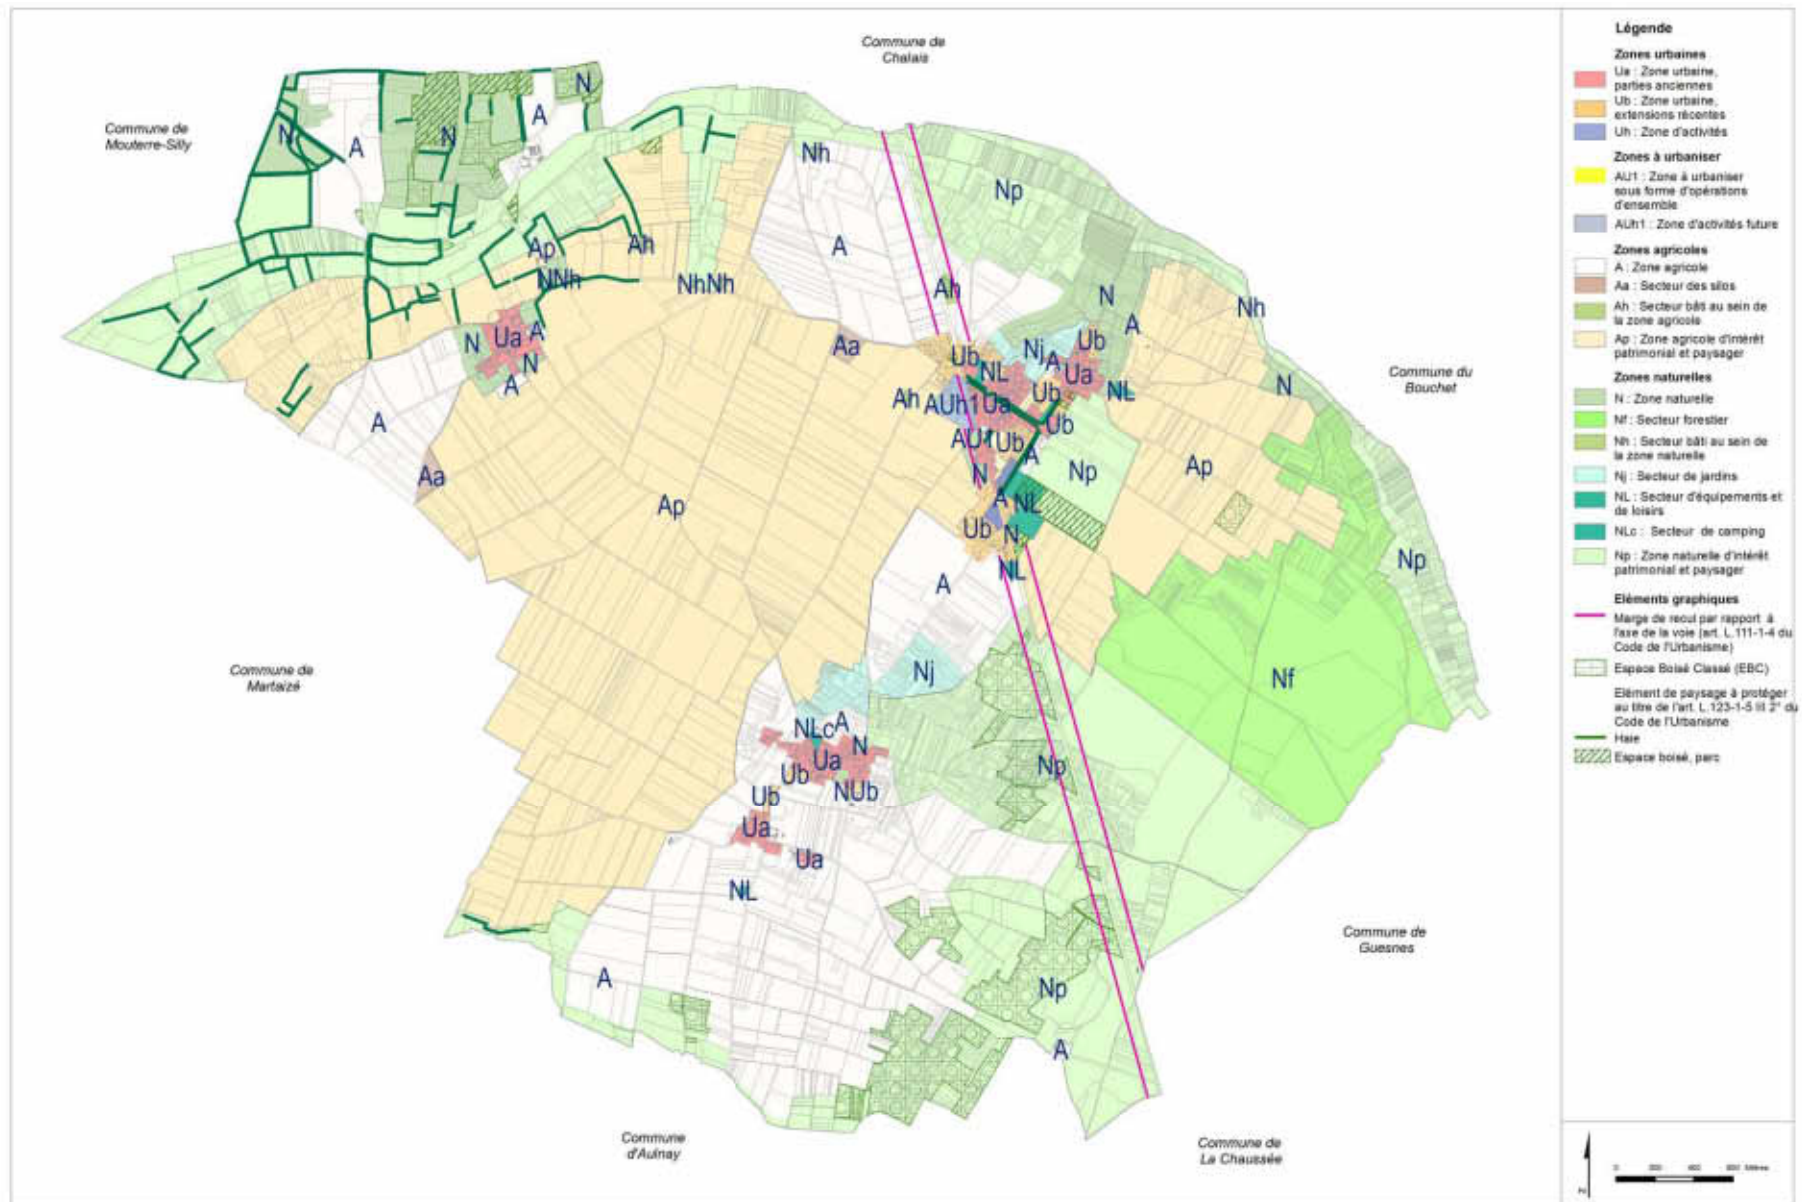 Commune de
Chalais
Commune de
Mouterre-Silly
N
N
A
N
A
Nh
Np
A
Ap
Ah
NNh
NhNh
Ah
N
Nh
A
Ua
A
N
N
A
Aa
Ub
Nj
A
Ub
NL
Ua
Ub
NL
N
Commune du
Bouchet
Ah
AUh1
Ua
Ub
A
AU1
Ub
A
Np
Ap
N
Aa
Ap
A
NL
Ub
N
NL
Np
A
Commune de
Martaizé
Nj
Nf
NLc
A
N
Ua
Ub
NUb
Np
Ub
Ua
Ua
NL
Commune de
Guesnes
A
Np
A
Commune
d'Aulnay
Commune de
La Chaussée
Légende
Zones urbaines
Ua : Zone urbaine,
parties anciennes
Ub : Zone urbaine,
extensions récentes
Uh : Zone d'activités
Zones à urbaniser
AU1 : Zone à urbaniser
sous forme d'opérations
d'ensemble
AUh1 : Zone d'activités future
Zones agricoles
A : Zone agricole
Aa : Secteur des silos
Ah : Secteur bâti au sein de
la zone agricole
Ap : Zone agricole d'intérêt
patrimonial et paysager
Zones naturelles
N : Zone naturelle
Nf : Secteur forestier
Nh : Secteur bâti au sein de
la zone naturelle
Nj : Secteur de jardins
NL : Secteur d'équipements et
de loisirs
NLc : Secteur de camping
Np : Zone naturelle d'intérêt
patrimonial et paysager
Eléments graphiques
Marge de recul par rapport à
l'axe de la voie (art. L.111-1-4 du
Code de l'Urbanisme)
Espace Boisé Classé (EBC)
Elément de paysage à protéger
au titre de l'art. L.123-1-5 III 2° du
Code de l'Urbanisme
Haie
Espace boisé, parc
N
0 200 400 600 Mètres